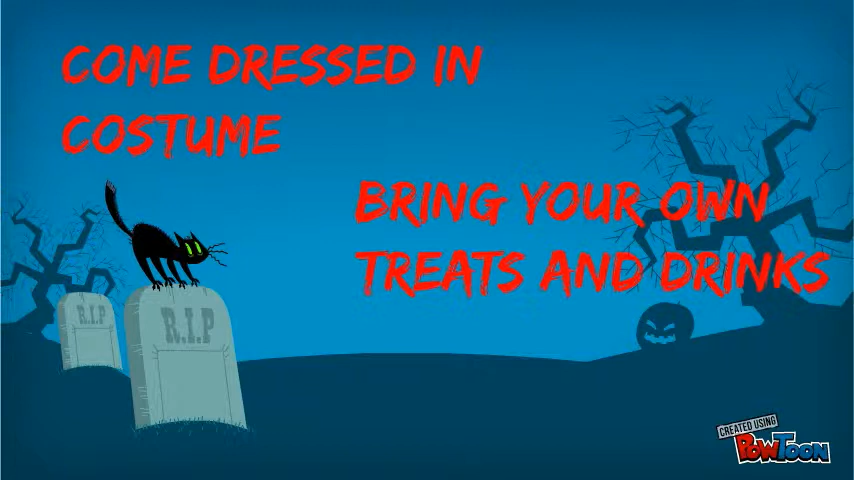 COME DRESSED IN
COSTUME
BRING YOUR OWN
TREATS AND DRINKS
R.I.P
R.I.P
CREATED USING
POWTOON